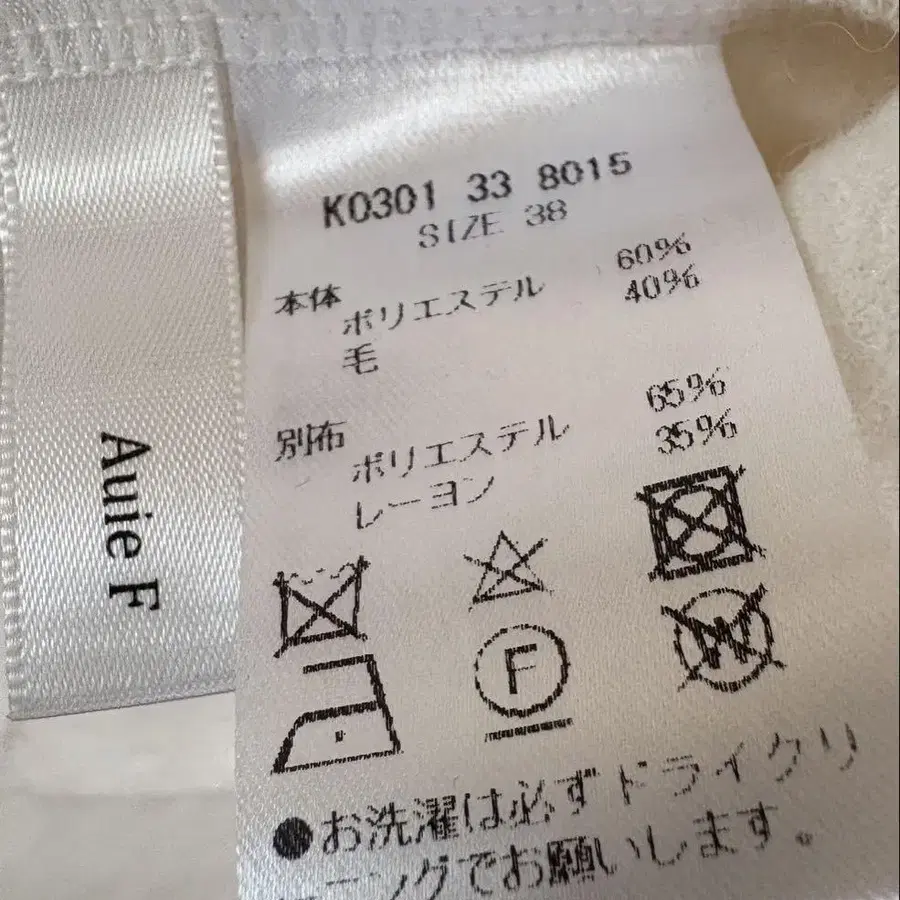 Auie F
K0301 33 8015
SIZE 38
本体
ポリエステル 60%
毛 40%
別布
ポリエステル 65%
レーヨン 35%
F
W
●お洗濯は必ずドライクリ
ーニングでお願いします。